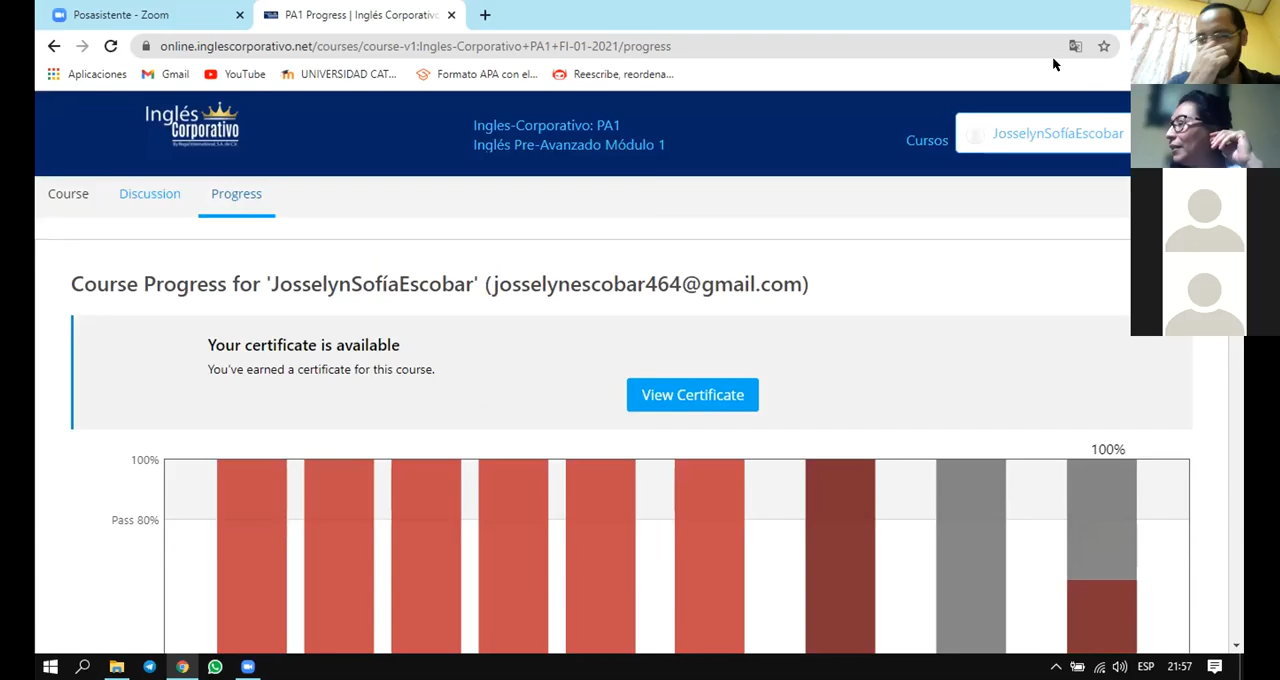 Posasistente - Zoom
PA1 Progress | Inglés Corporativo
online.inglescorporativo.net/courses/course-v1:Ingles-Corporativo+PA1+FI-01-2021/progress
Aplicaciones
Gmail
YouTube
UNIVERSIDAD CAT...
Formato APA con el...
Reescribe, reordena...
Inglés
Corporativo
Ingles-Corporativo: PA1
Inglés Pre-Avanzado Módulo 1
Cursos
JosselynSofíaEscobar
Course
Discussion
Progress
Course Progress for 'JosselynSofíaEscobar' (josselynescobar464@gmail.com)
Your certificate is available
You've earned a certificate for this course.
View Certificate
100%
100%
Pass 80%
ESP
21:57